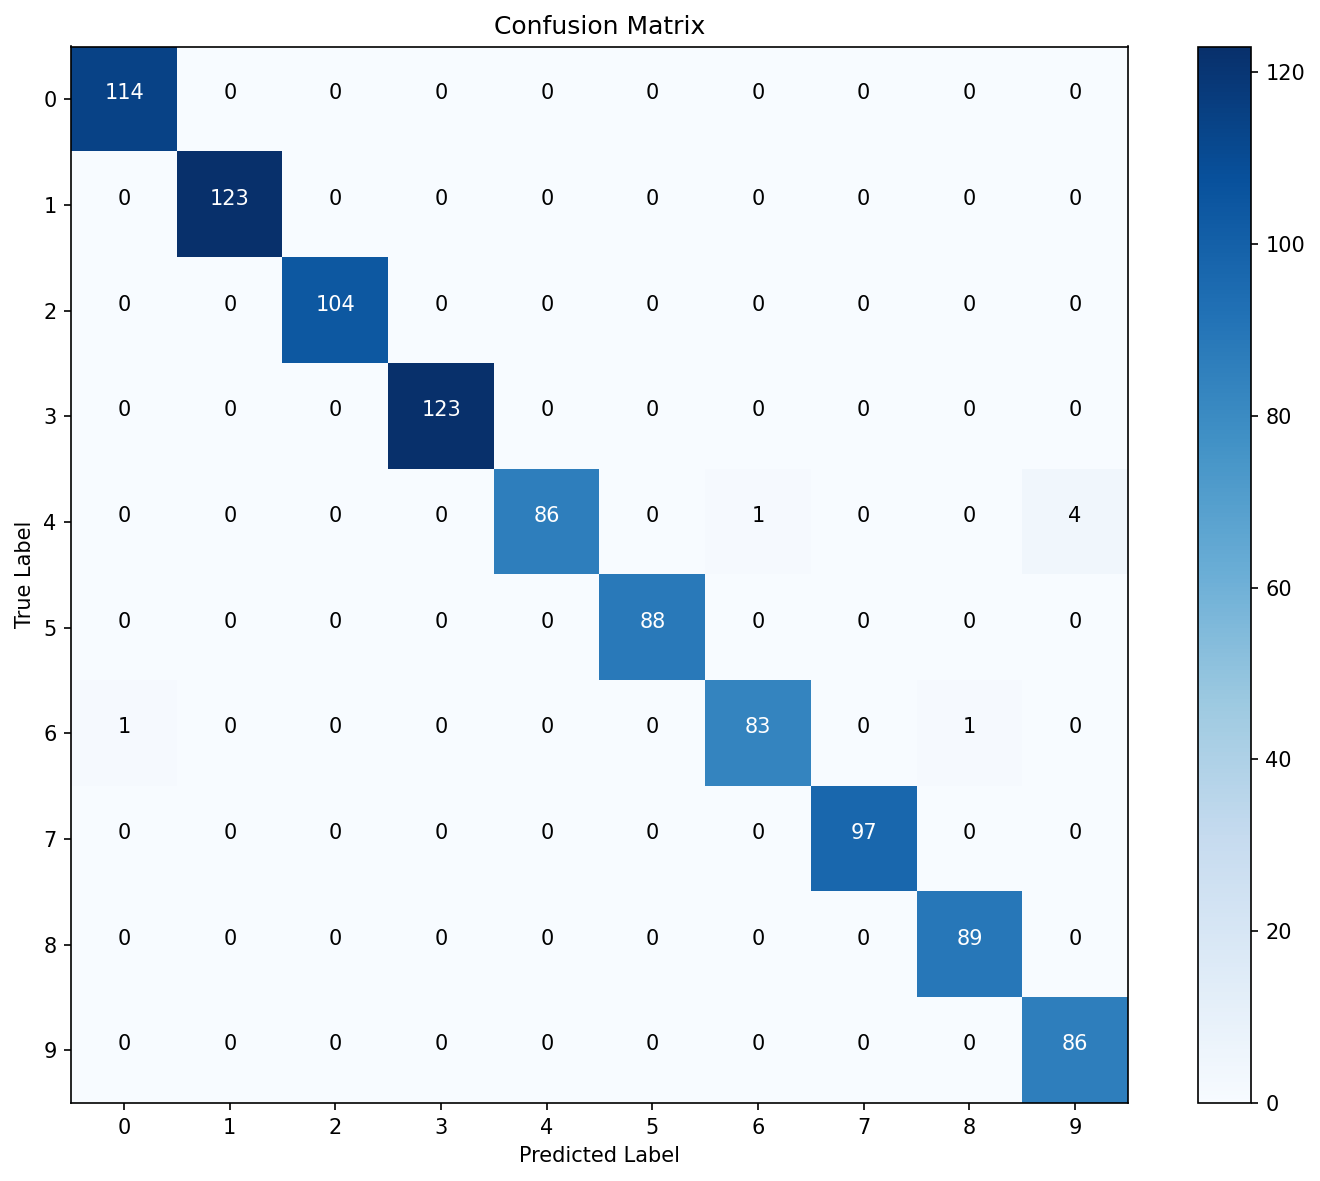 Confusion Matrix
0 114 0 0 0 0 0 0 0 0 0
1 0 123 0 0 0 0 0 0 0 0
2 0 0 104 0 0 0 0 0 0 0
3 0 0 0 123 0 0 0 0 0 0
4 0 0 0 0 86 0 1 0 0 4
5 0 0 0 0 0 88 0 0 0 0
6 1 0 0 0 0 0 83 0 1 0
7 0 0 0 0 0 0 0 97 0 0
8 0 0 0 0 0 0 0 0 89 0
9 0 0 0 0 0 0 0 0 0 86
0 1 2 3 4 5 6 7 8 9
Predicted Label
True Label
120
100
80
60
40
20
0